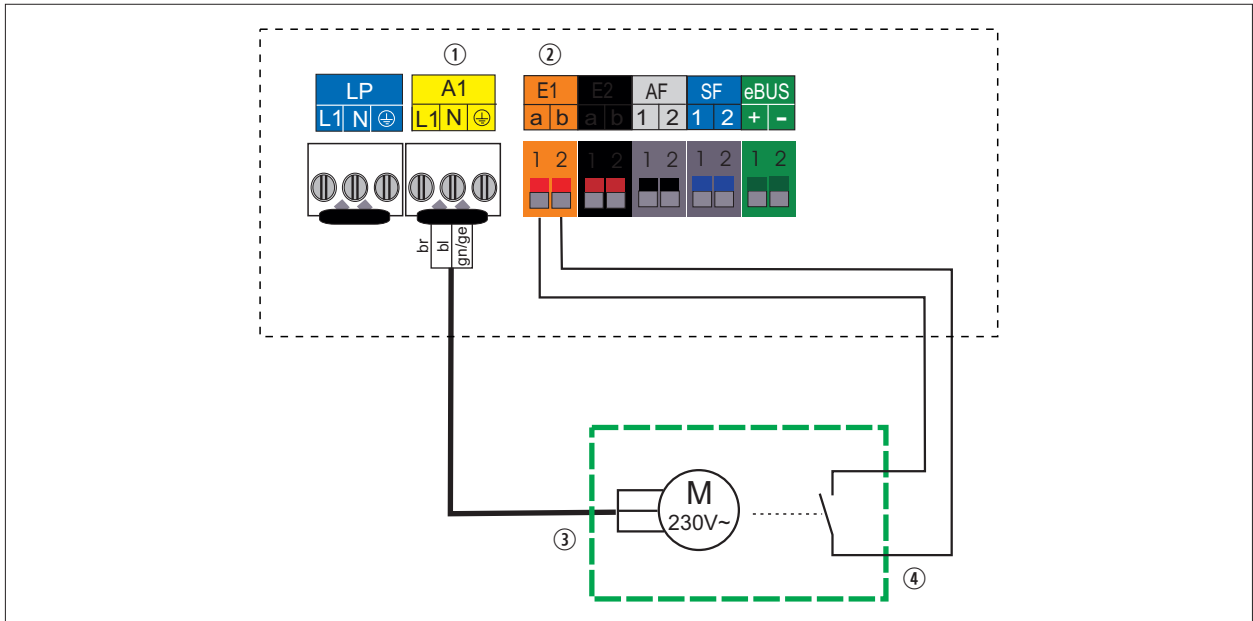 ① ②
LP A1 E1 E2 AF SF eBUS
L1 N ⏚ L1 N ⏚ a b a b 1 2 1 2 + -
1 2 1 2 1 2 1 2 1 2
br bl gn/ge
M
230V~
③
④